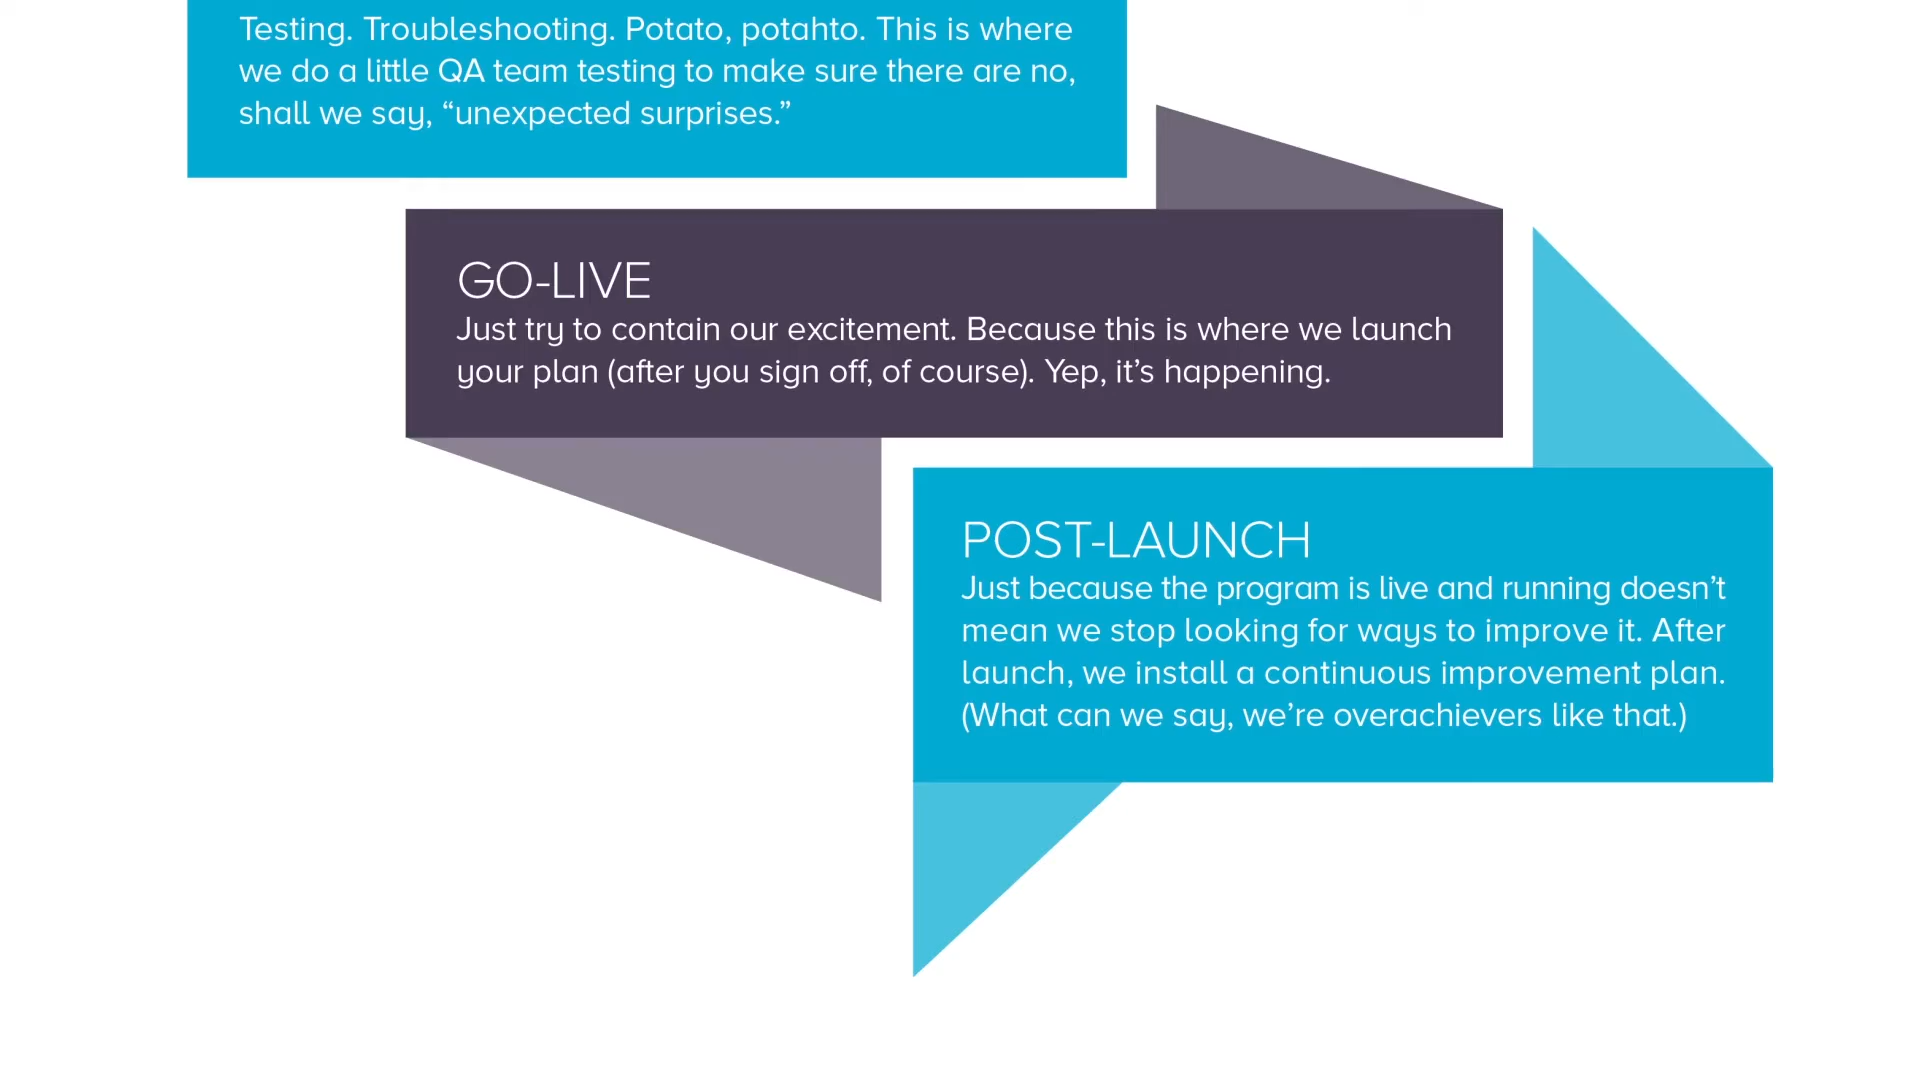 Testing. Troubleshooting. Potato, potahto. This is where
we do a little QA team testing to make sure there are no,
shall we say, “unexpected surprises.”
GO-LIVE
Just try to contain our excitement. Because this is where we launch
your plan (after you sign off, of course). Yep, it’s happening.
POST-LAUNCH
Just because the program is live and running doesn’t
mean we stop looking for ways to improve it. After
launch, we install a continuous improvement plan.
(What can we say, we’re overachievers like that.)